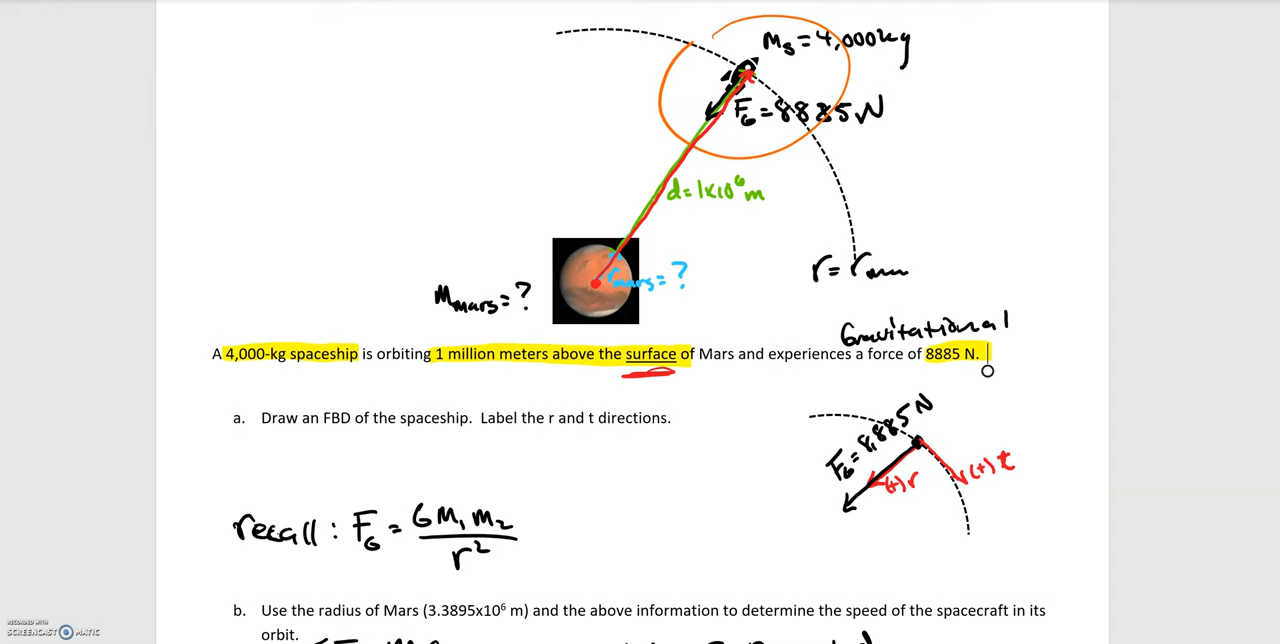 Ms = 4,000kg
FG = 8885N
d = 1x10⁶ m
rmars = ?
Mmars = ?
r = r
Gravitational
A 4,000-kg spaceship is orbiting 1 million meters above the surface of Mars and experiences a force of 8885 N.
a. Draw an FBD of the spaceship. Label the r and t directions.
FG = 8,885N
(+) r
(+) t
recall : FG = GM₁M₂/r²
b. Use the radius of Mars (3.3895x10⁶ m) and the above information to determine the speed of the spacecraft in its
orbit.
RECORDED WITH
SCREENCAST MATIC